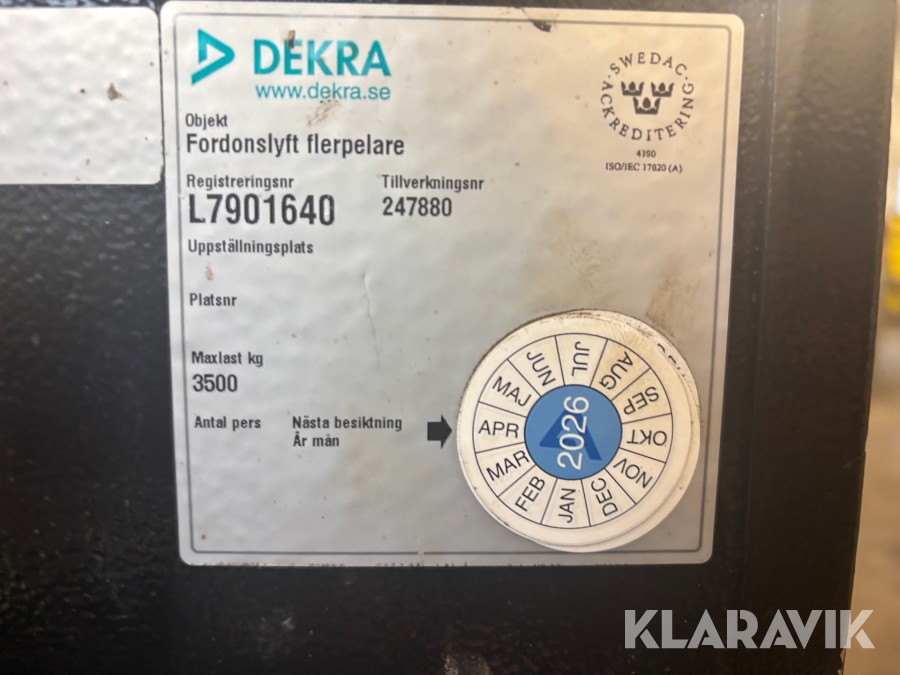 DEKRA
www.dekra.se
SWEDAC
ACKREDITERING
4390
ISO/IEC 17020 (A)
Objekt
Fordonslyft flerpelare
Registreringsnr
Tillverkningsnr
L7901640
247880
Uppställningsplats
Platsnr
Maxlast kg
3500
Antal pers
Nästa besiktning
År mån
JAN
FEB
MAR
APR
MAJ
JUN
JUL
AUG
SEP
OKT
NOV
DEC
2026
KLARAVIK